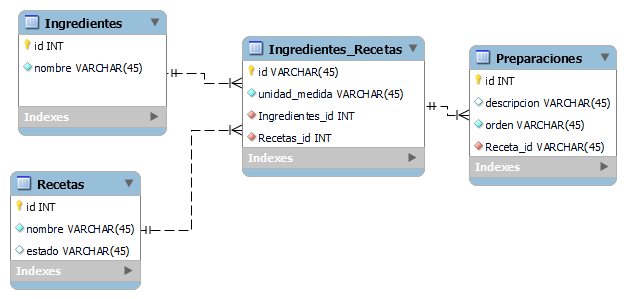 Ingredientes
id INT
nombre VARCHAR(45)
Indexes
Ingredientes_Recetas
id VARCHAR(45)
unidad_medida VARCHAR(45)
Ingredientes_id INT
Recetas_id INT
Indexes
Preparaciones
id INT
descripcion VARCHAR(45)
orden VARCHAR(45)
Receta_id VARCHAR(45)
Indexes
Recetas
id INT
nombre VARCHAR(45)
estado VARCHAR(45)
Indexes